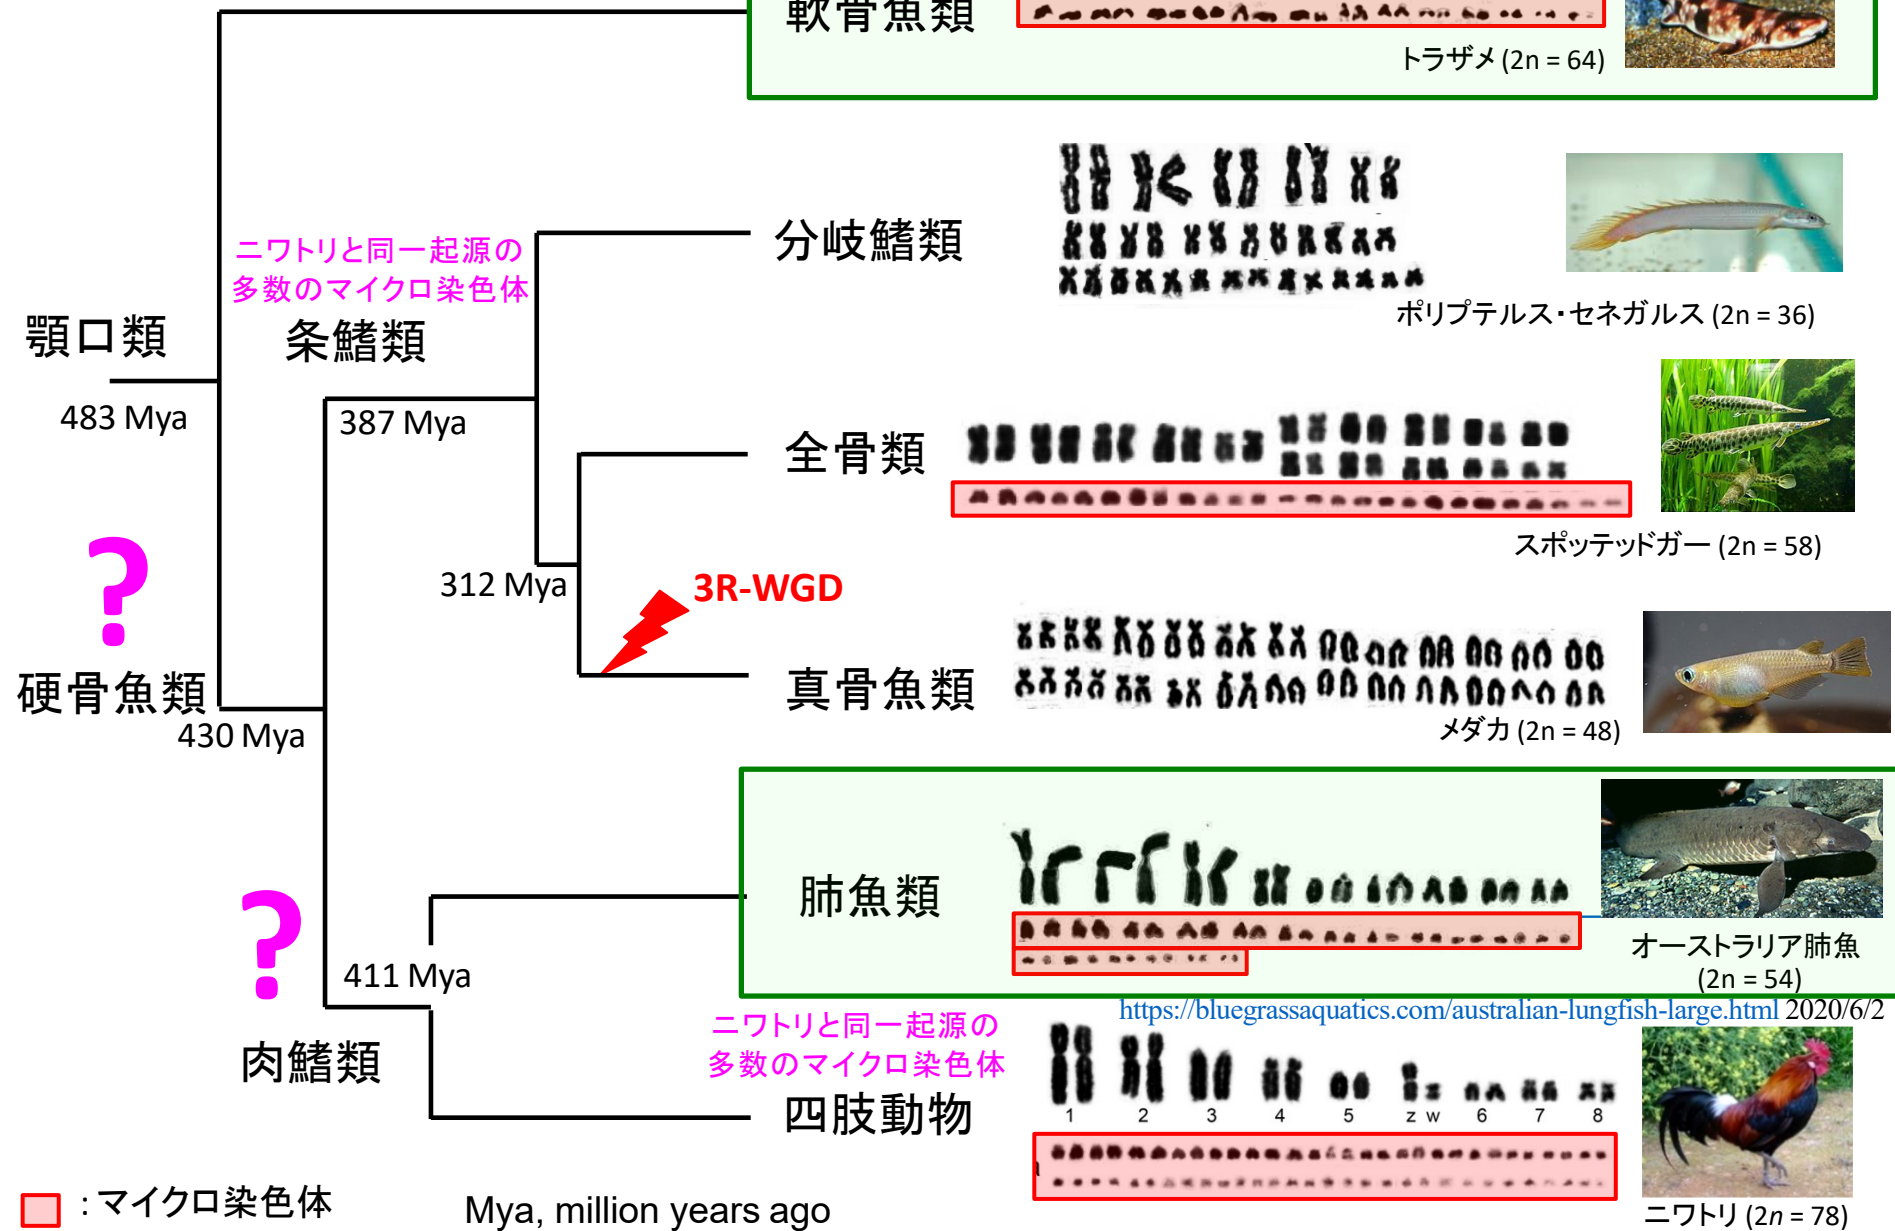 軟骨魚類
トラザメ (2n = 64)
ニワトリと同一起源の
多数のマイクロ染色体
分岐鰭類
ポリプテルス・セネガルス (2n = 36)
顎口類
条鰭類
483 Mya
387 Mya
全骨類
スポッテッドガー (2n = 58)
?
312 Mya
3R-WGD
硬骨魚類
真骨魚類
430 Mya
メダカ (2n = 48)
肺魚類
?
411 Mya
オーストラリア肺魚
(2n = 54)
https://bluegrassaquatics.com/australian-lungfish-large.html 2020/6/2
ニワトリと同一起源の
多数のマイクロ染色体
肉鰭類
四肢動物
1 2 3 4 5 z w 6 7 8
:マイクロ染色体
Mya, million years ago
ニワトリ (2n = 78)